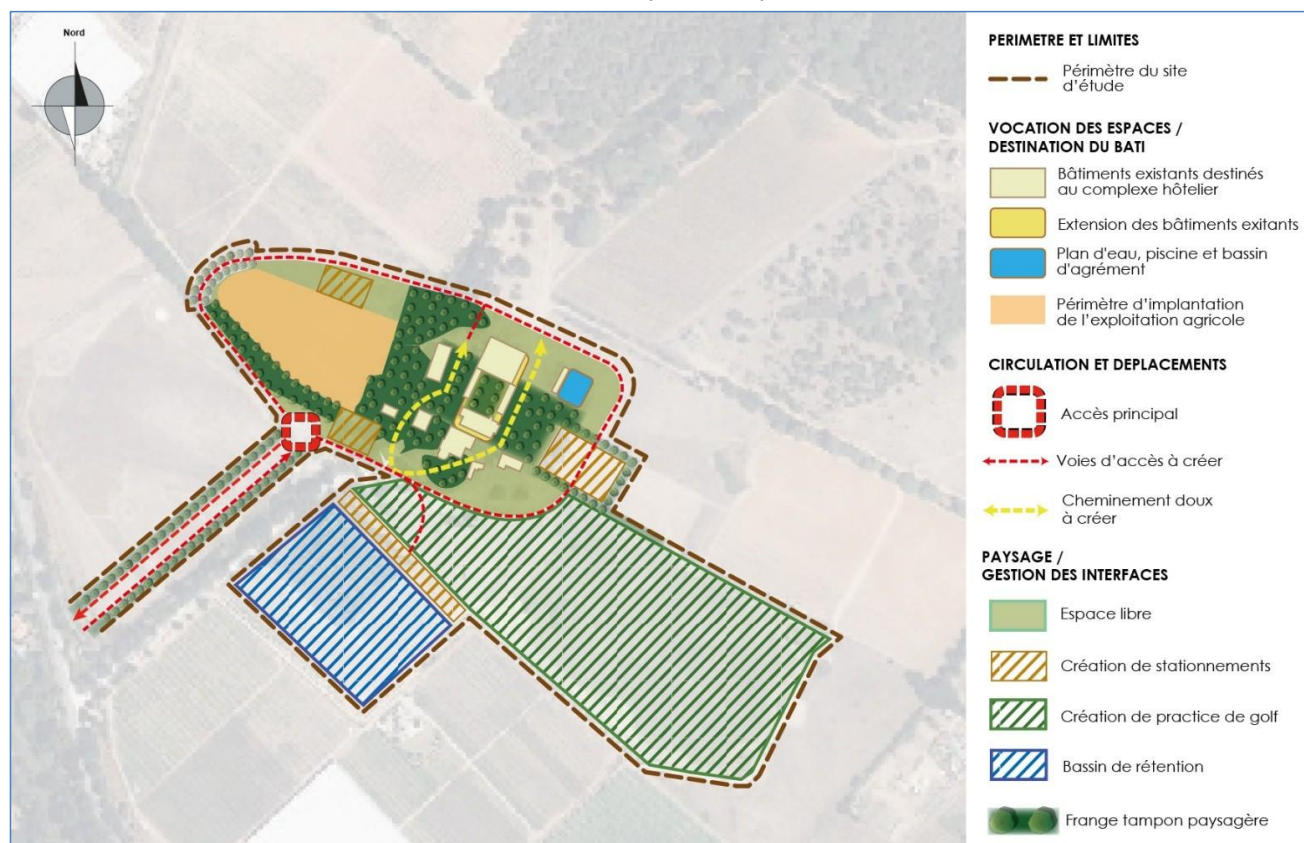 Nord
PERIMETRE ET LIMITES
Périmètre du site
d'étude
VOCATION DES ESPACES /
DESTINATION DU BATI
Bâtiments existants destinés
au complexe hôtelier
Extension des bâtiments exitants
Plan d'eau, piscine et bassin
d'agrément
Périmètre d'implantation
de l'exploitation agricole
CIRCULATION ET DEPLACEMENTS
Accès principal
Voies d'accès à créer
Cheminement doux
à créer
PAYSAGE /
GESTION DES INTERFACES
Espace libre
Création de stationnements
Création de practice de golf
Bassin de rétention
Frange tampon paysagère